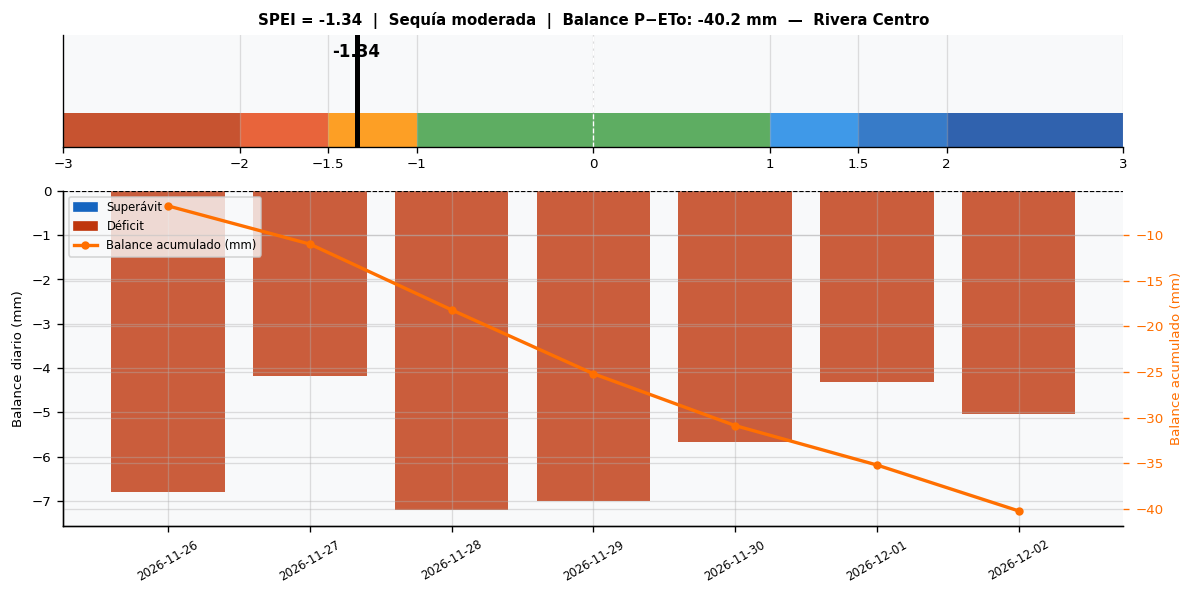 SPEI = -1.34 | Sequía moderada | Balance P−ETo: -40.2 mm — Rivera Centro
-1.34
−3 −2 −1.5 −1 0 1 1.5 2 3
Superávit
Déficit
Balance acumulado (mm)
Balance diario (mm)
0
−1
−2
−3
−4
−5
−6
−7
−10
−15
−20
−25
−30
−35
−40
Balance acumulado (mm)
2026-11-26 2026-11-27 2026-11-28 2026-11-29 2026-11-30 2026-12-01 2026-12-02